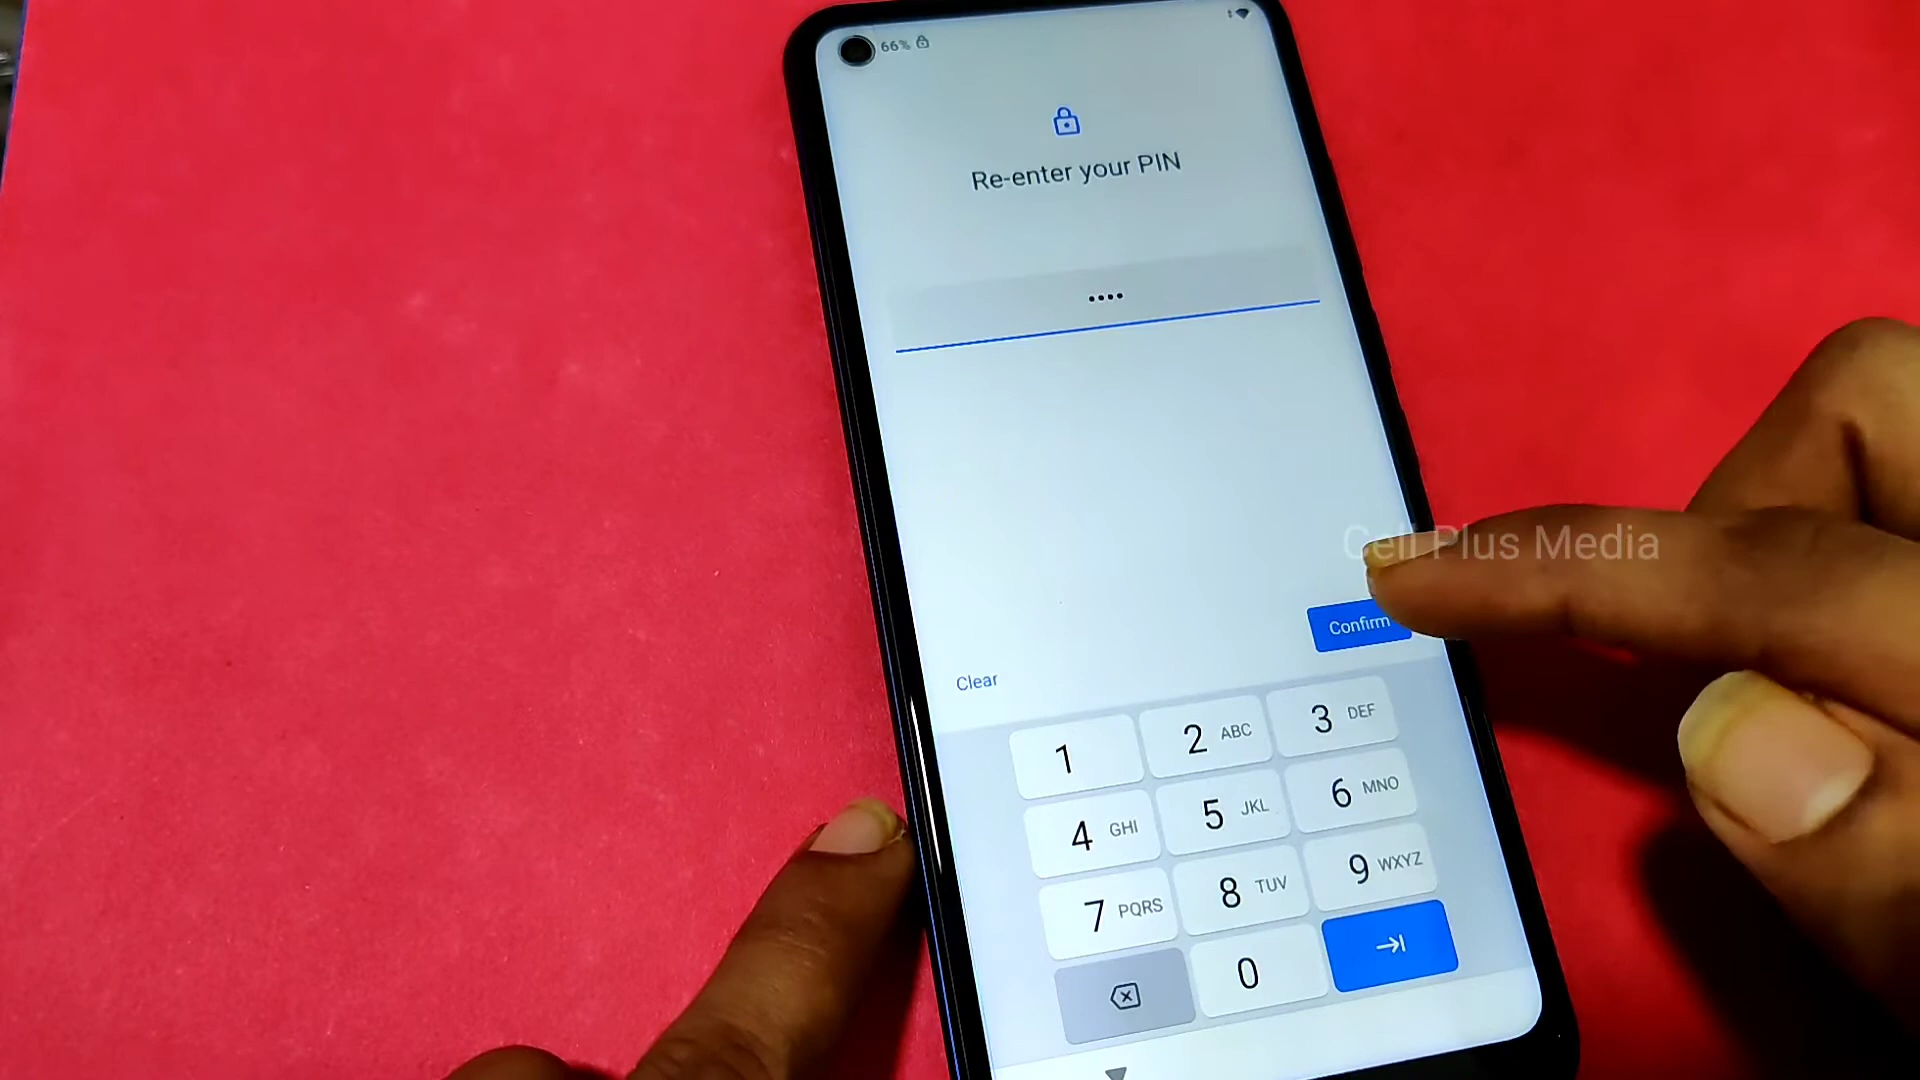 66%
Re-enter your PIN
••••
Cell Plus Media
Confirm
Clear
1
2 ABC
3 DEF
4 GHI
5 JKL
6 MNO
7 PQRS
8 TUV
9 WXYZ
0